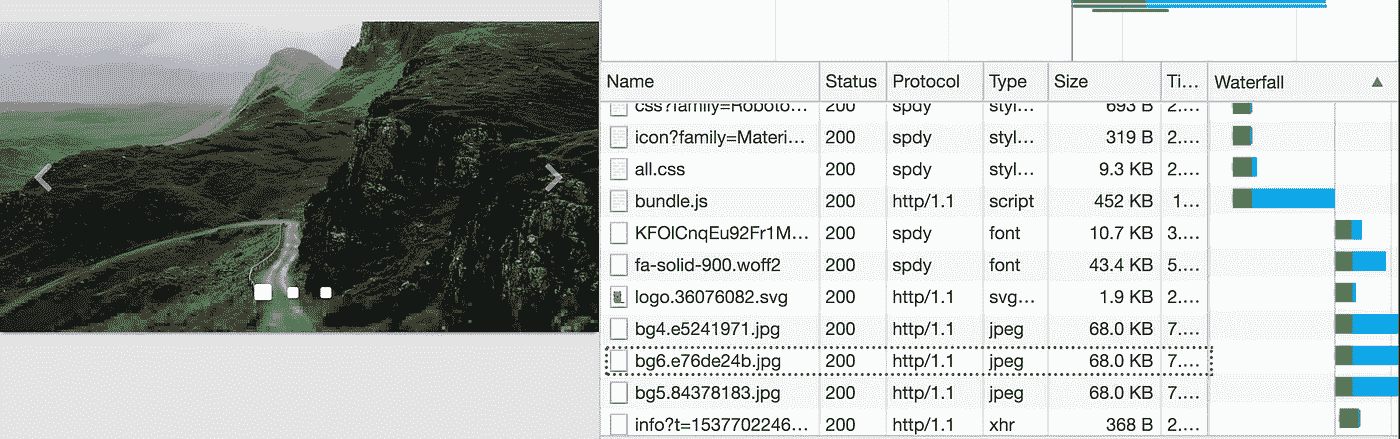 Name Status Protocol Type Size Ti... Waterfall
css?family=Roboto... 200 spdy styl... 693 B 2....
icon?family=Materi... 200 spdy styl... 319 B 2....
all.css 200 spdy styl... 9.3 KB 2....
bundle.js 200 http/1.1 script 452 KB 1...
KFOlCnqEu92Fr1M... 200 spdy font 10.7 KB 3....
fa-solid-900.woff2 200 spdy font 43.4 KB 5....
logo.36076082.svg 200 http/1.1 svg... 1.9 KB 2....
bg4.e5241971.jpg 200 http/1.1 jpeg 68.0 KB 7....
bg6.e76de24b.jpg 200 http/1.1 jpeg 68.0 KB 7....
bg5.84378183.jpg 200 http/1.1 jpeg 68.0 KB 7....
info?t=1537702246... 200 http/1.1 xhr 368 B 2....